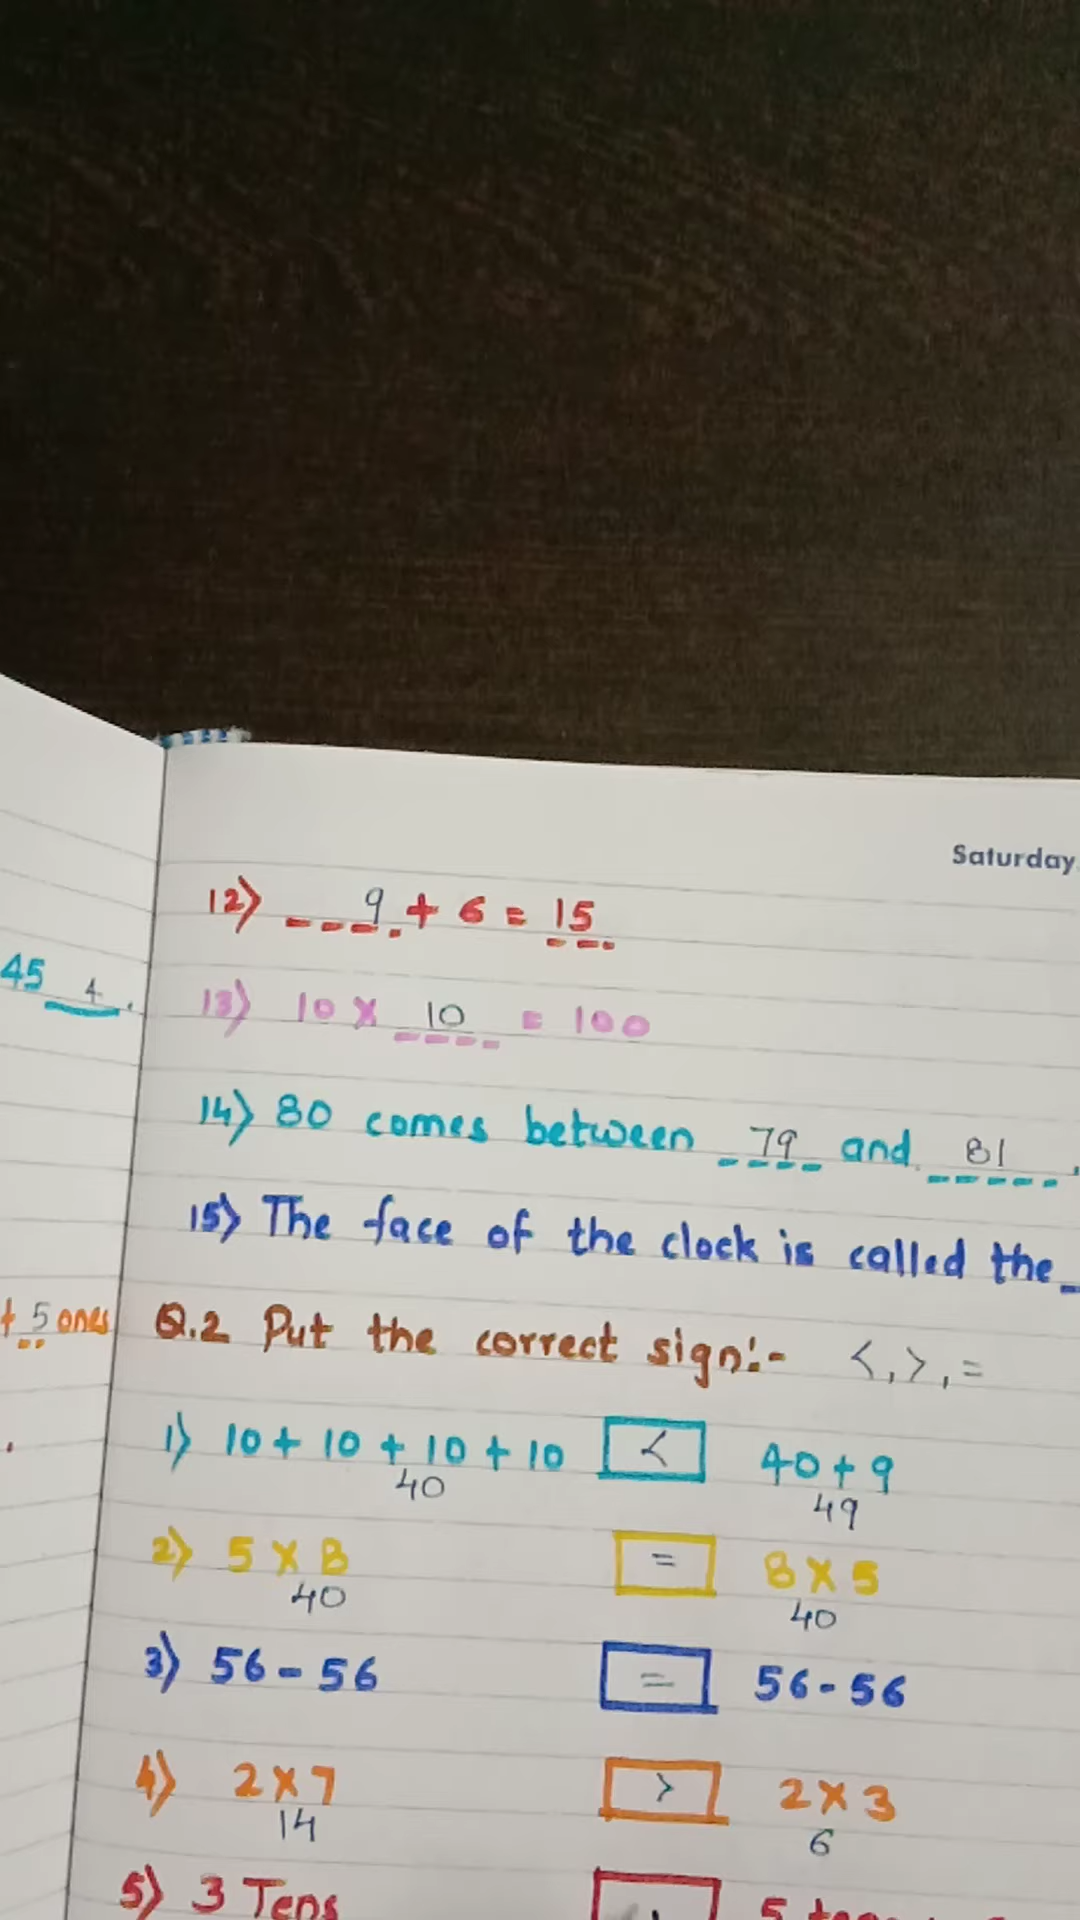 Saturday
12) 9 + 6 = 15
45 4.
13) 10 × 10 = 100
14) 80 comes between 79 and 81.
15) The face of the clock is called the
+ 5 ones
Q.2 Put the correct sign:- <, >, =
1) 10 + 10 + 10 + 10 < 40 + 9
40 49
2) 5 × 8 = 8 × 5
40 40
3) 56 - 56 = 56 - 56
4) 2 × 7 > 2 × 3
14 6
5) 3 Tens 5